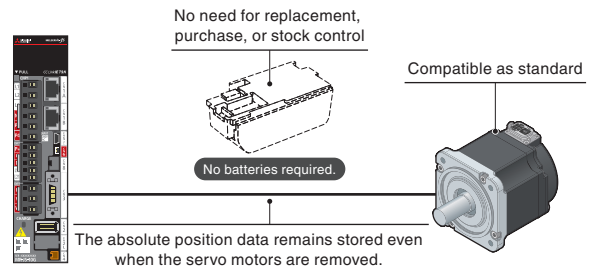 No need for replacement,
purchase, or stock control
Compatible as standard
No batteries required.
The absolute position data remains stored even
when the servo motors are removed.
CHARGE